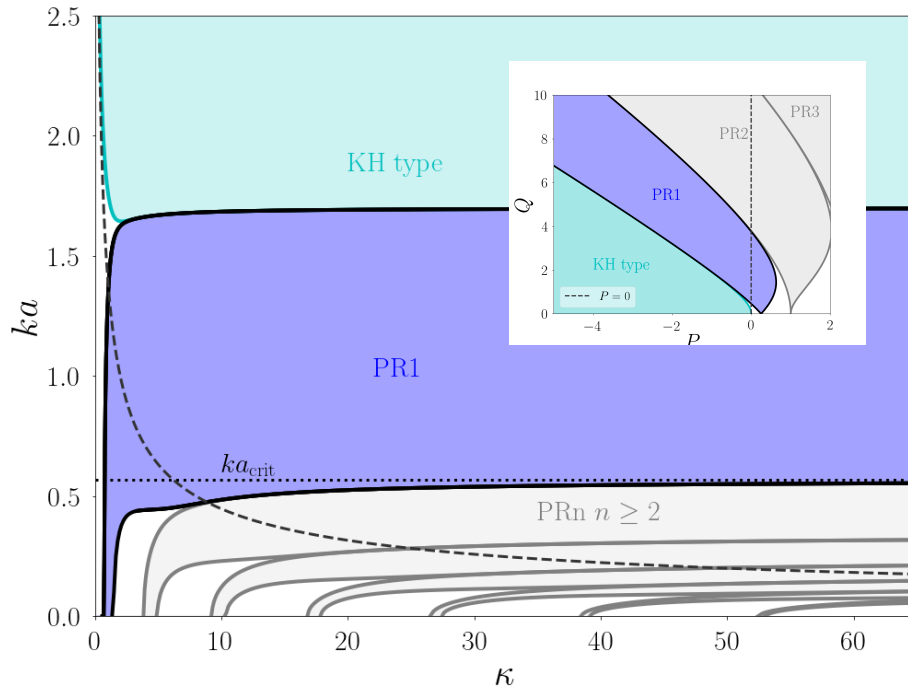 2.5
2.0
1.5
1.0
0.5
0.0
ka
KH type
PR1
ka_crit
PRn n ≥ 2
0
10
20
30
40
50
60
κ
10
8
6
4
2
0
Q
PR3
PR2
PR1
KH type
P = 0
−4
−2
0
2
P